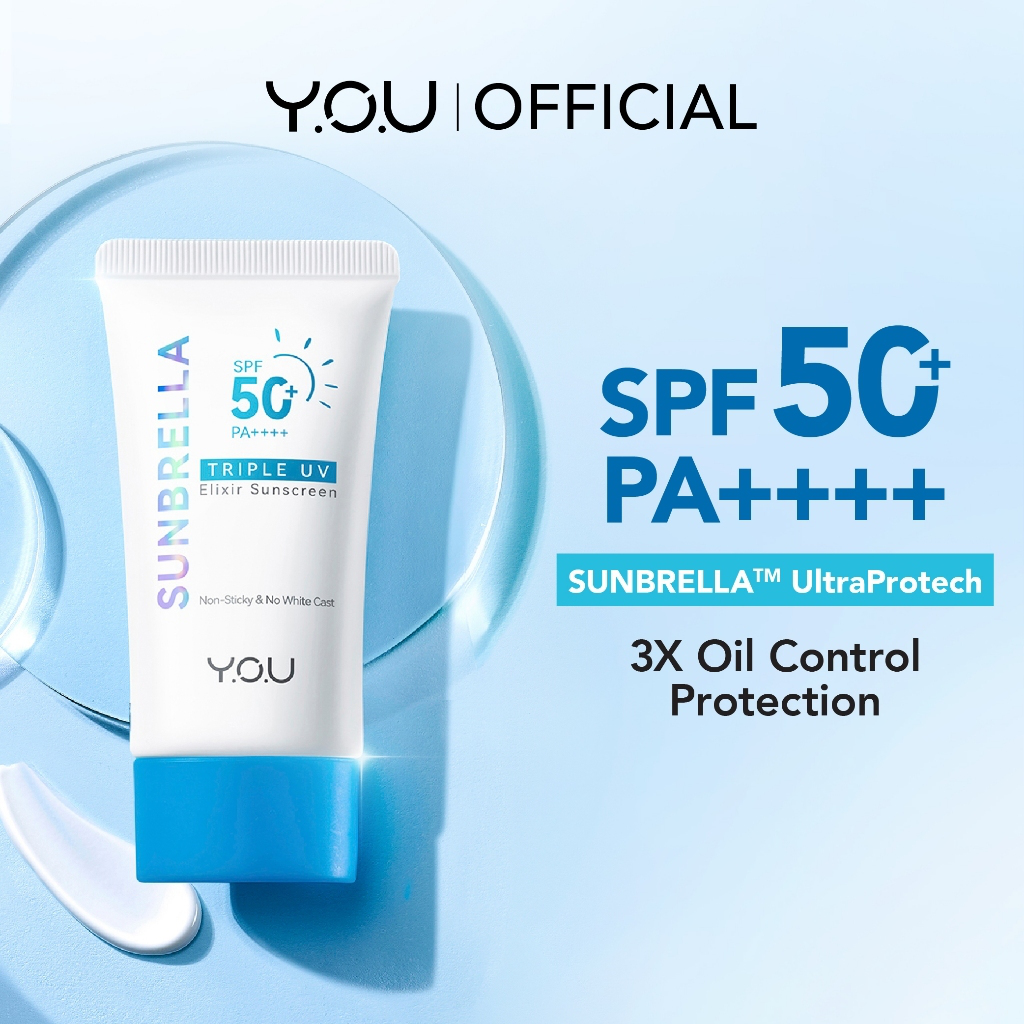 Y.O.U | OFFICIAL
SUNBRELLA
SPF
50+
PA++++
TRIPLE UV
Elixir Sunscreen
Non-Sticky & No White Cast
Y.O.U
SPF 50+
PA++++
SUNBRELLA™ UltraProtech
3X Oil Control
Protection